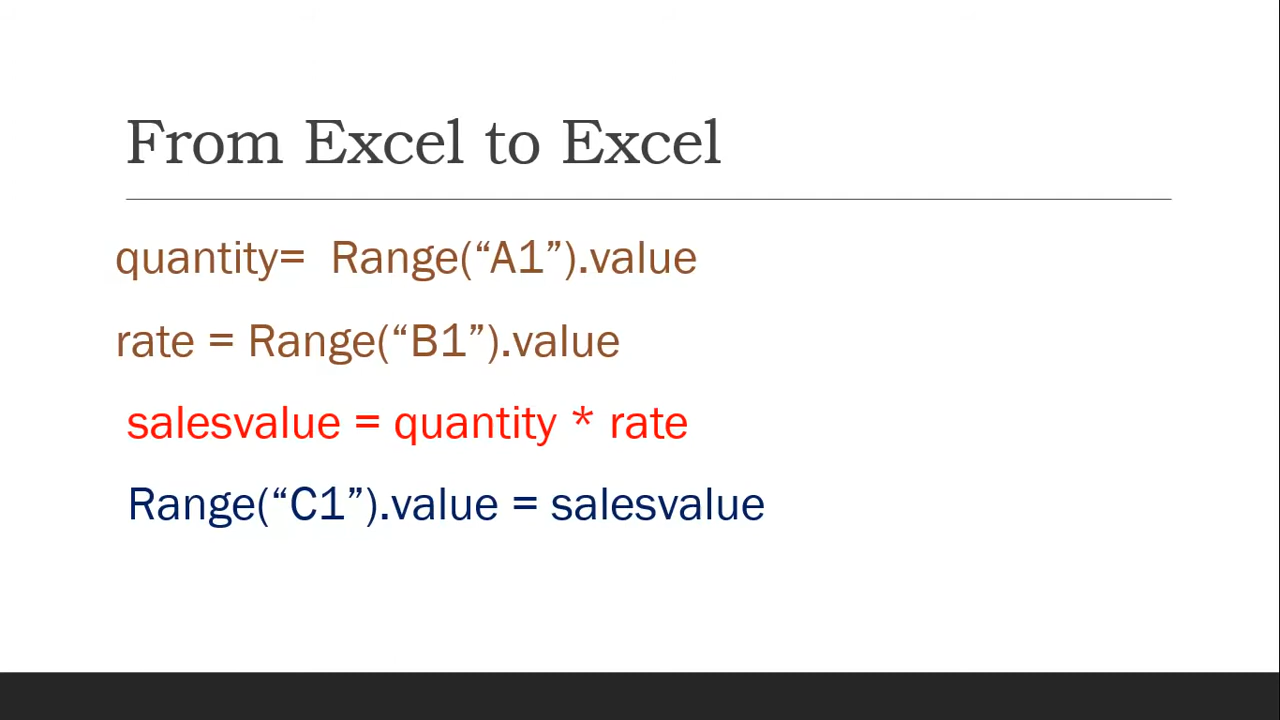 From Excel to Excel
quantity=  Range(“A1”).value
rate = Range(“B1”).value
salesvalue = quantity * rate
Range(“C1”).value = salesvalue